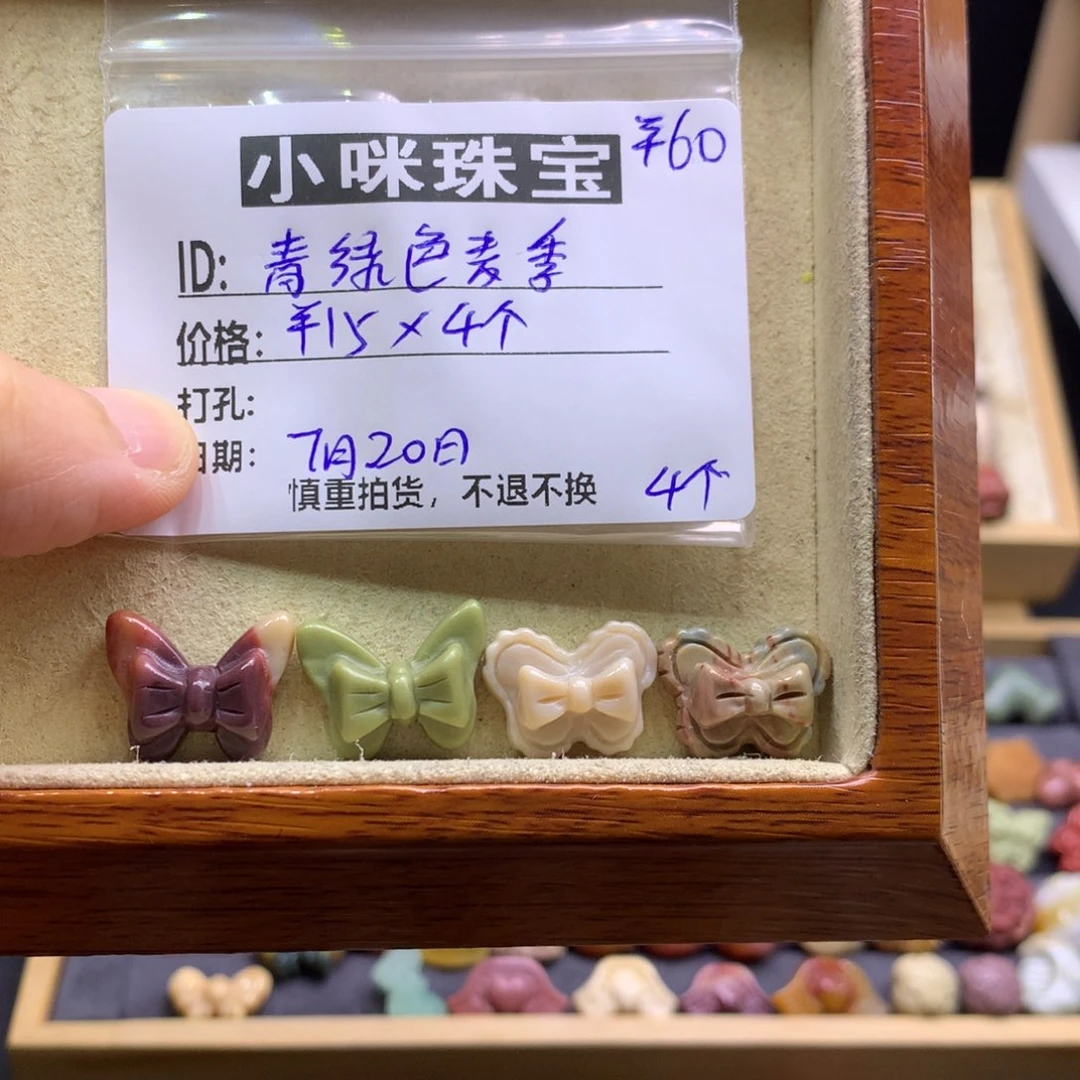 小咪珠宝 ¥60
ID: 青绿色麦季
价格: ¥15×4个
打孔:
日期: 7月20日
慎重拍货，不退不换 4个